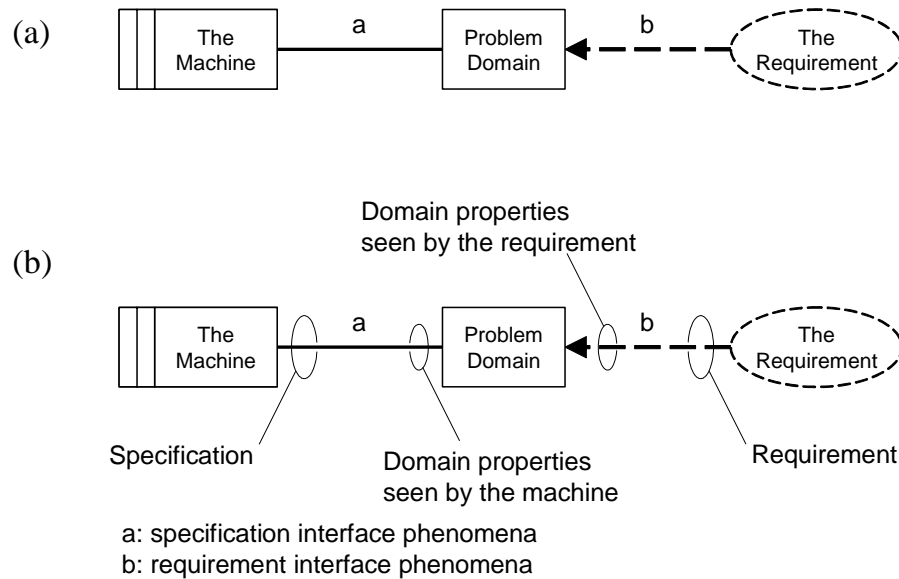 (a)
The
Machine
a
Problem
Domain
b
The
Requirement
Domain properties
seen by the requirement
(b)
The
Machine
a
Problem
Domain
b
The
Requirement
Specification
Domain properties
seen by the machine
Requirement
a: specification interface phenomena
b: requirement interface phenomena